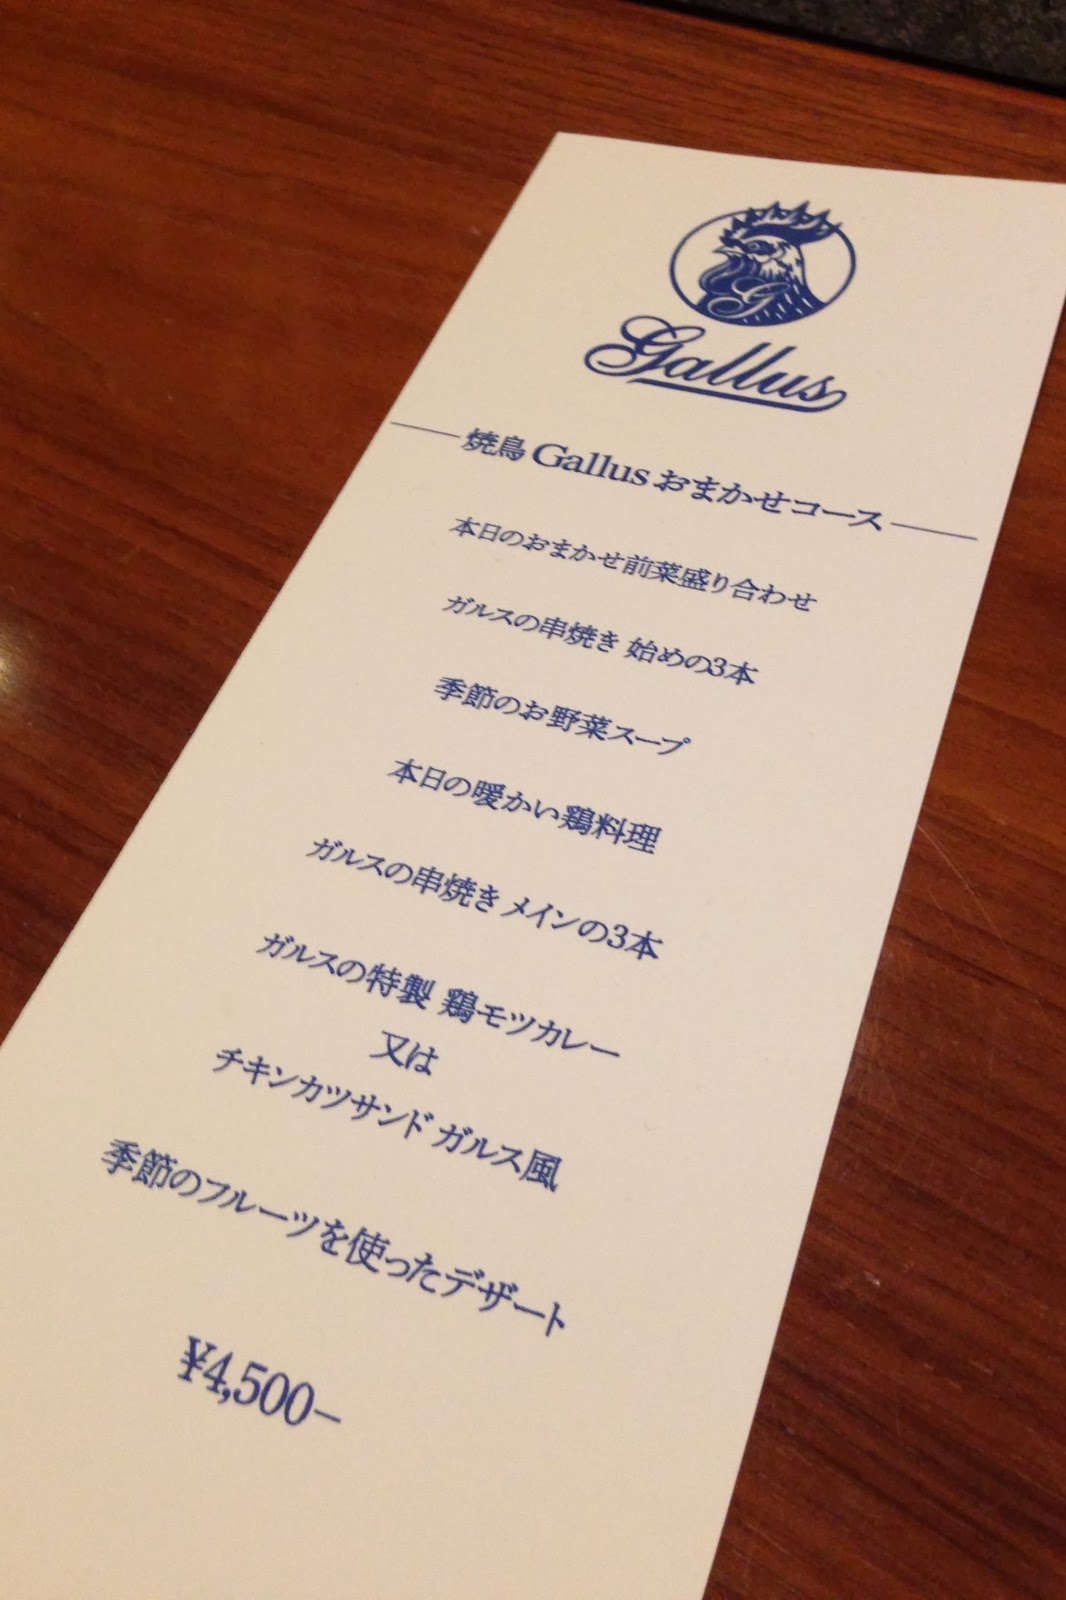 G
Gallus
焼鳥 Gallus おまかせコース
本日のおまかせ前菜盛り合わせ
ガルスの串焼き 始めの3本
季節のお野菜スープ
本日の暖かい鶏料理
ガルスの串焼き メインの3本
ガルスの特製 鶏モツカレー
又は
チキンカツサンド ガルス風
季節のフルーツを使ったデザート
¥4,500−